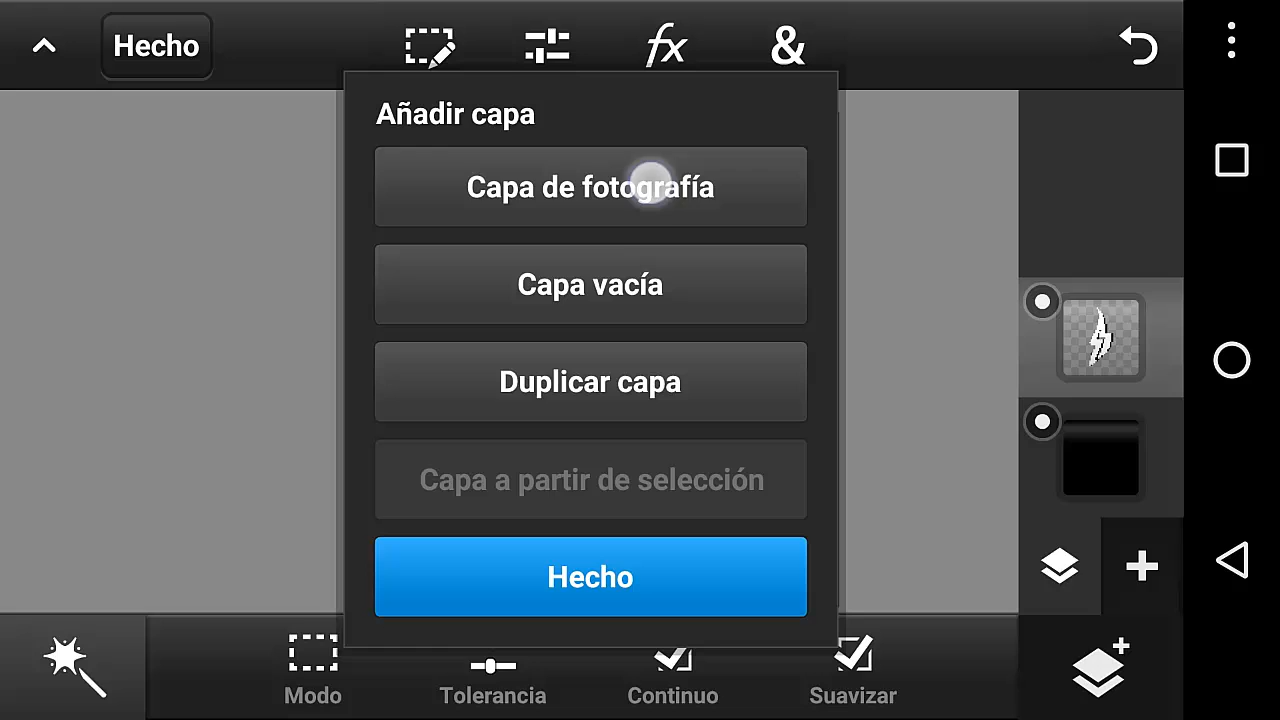 Hecho
fx
&
Añadir capa
Capa de fotografía
Capa vacía
Duplicar capa
Capa a partir de selección
Hecho
Modo
Tolerancia
Continuo
Suavizar